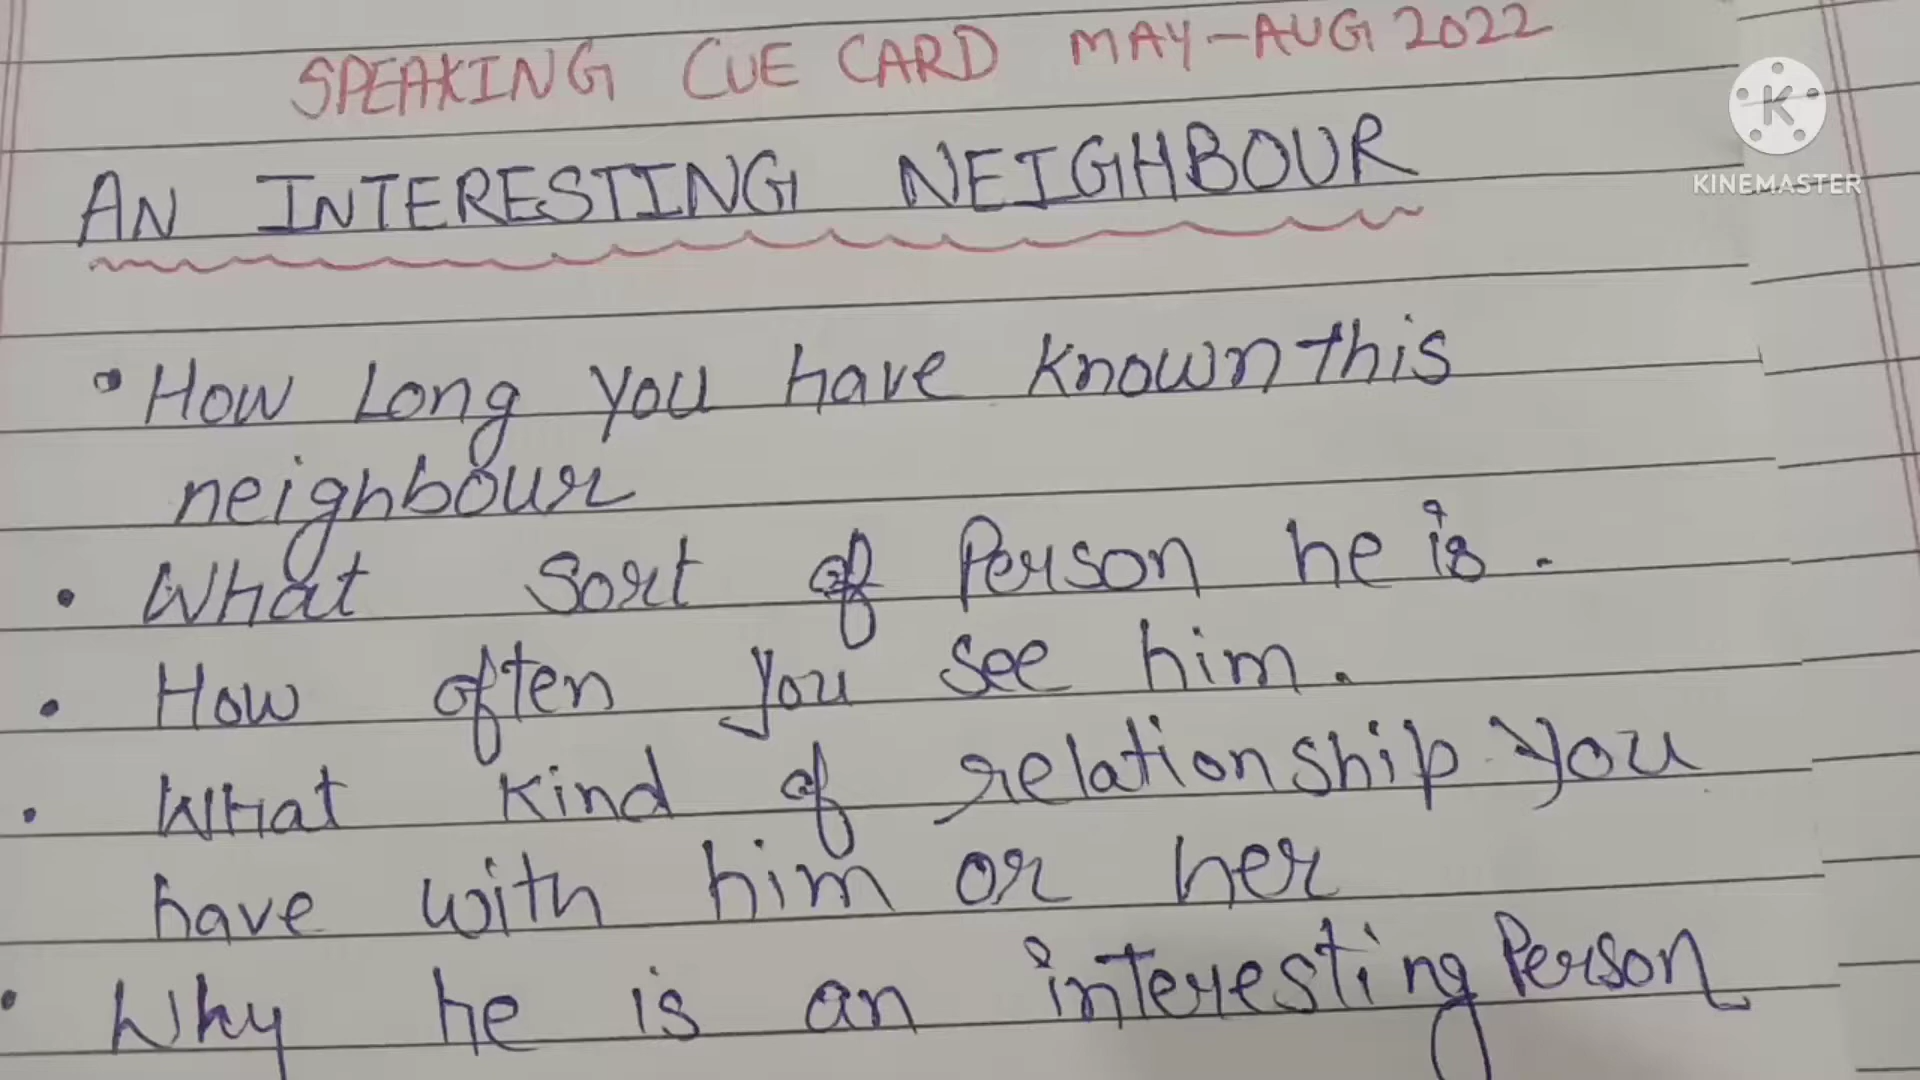 SPEAKING CUE CARD MAY-AUG 2022
AN INTERESTING NEIGHBOUR
KINEMASTER
• How Long you have known this
neighbour
• What sort of Person he is.
• How often you see him.
• What kind of relationship you
have with him or her
• Why he is an interesting Person